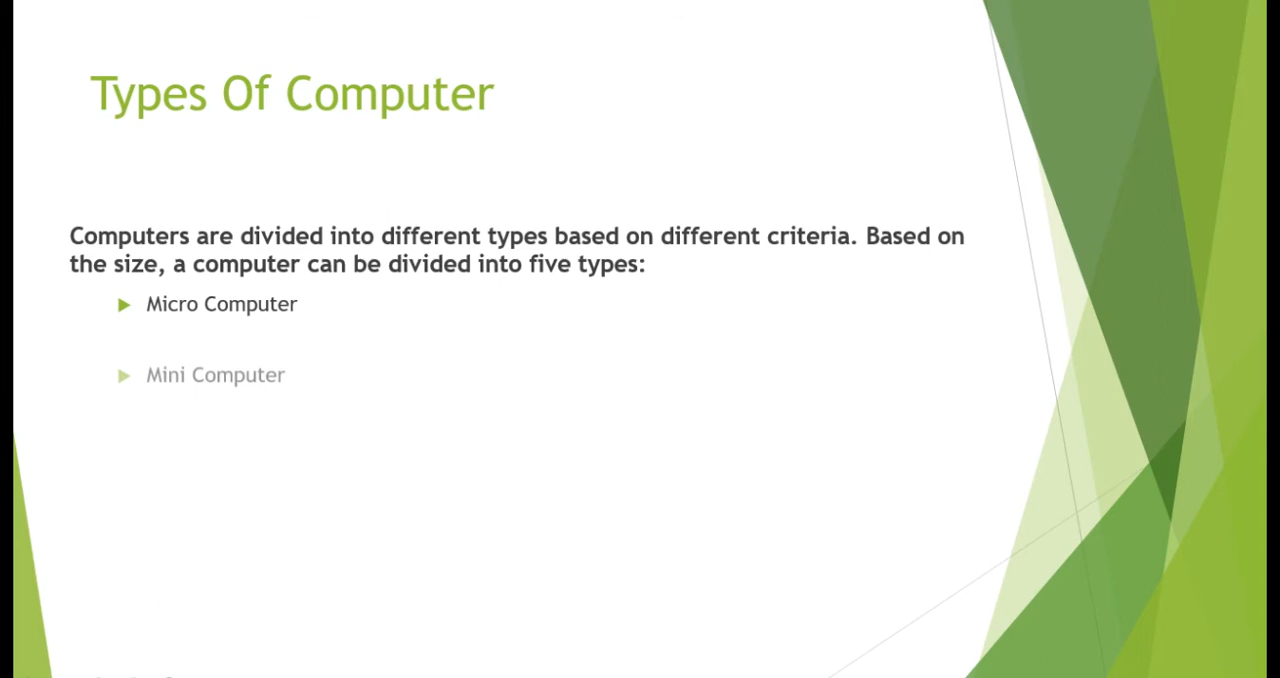 Types Of Computer
Computers are divided into different types based on different criteria. Based on
the size, a computer can be divided into five types:
Micro Computer
Mini Computer